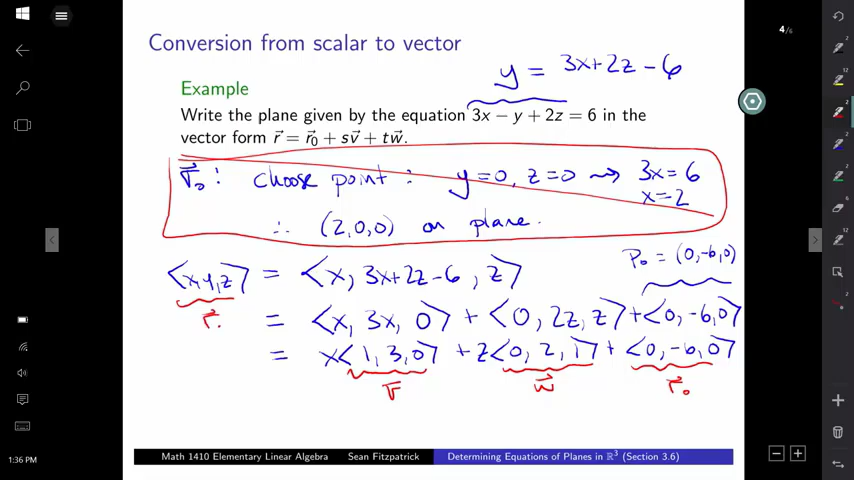 4/6
Conversion from scalar to vector
y = 3x+2z-6
Example
Write the plane given by the equation 3x − y + 2z = 6 in the
vector form r⃗ = r⃗₀ + sv⃗ + tw⃗.
r⃗₀ : choose point : y=0, z=0 ⇝ 3x=6
x=2
∴ (2,0,0) on plane.
P₀ = (0,-6,0)
⟨x,y,z⟩ = ⟨x, 3x+2z-6, z⟩
r⃗.
= ⟨x, 3x, 0⟩ + ⟨0, 2z, z⟩ + ⟨0, -6, 0⟩
= x⟨1, 3, 0⟩ + z⟨0, 2, 1⟩ + ⟨0, -6, 0⟩
v⃗ w⃗ r⃗₀
Math 1410 Elementary Linear Algebra Sean Fitzpatrick Determining Equations of Planes in ℝ³ (Section 3.6)
1:36 PM